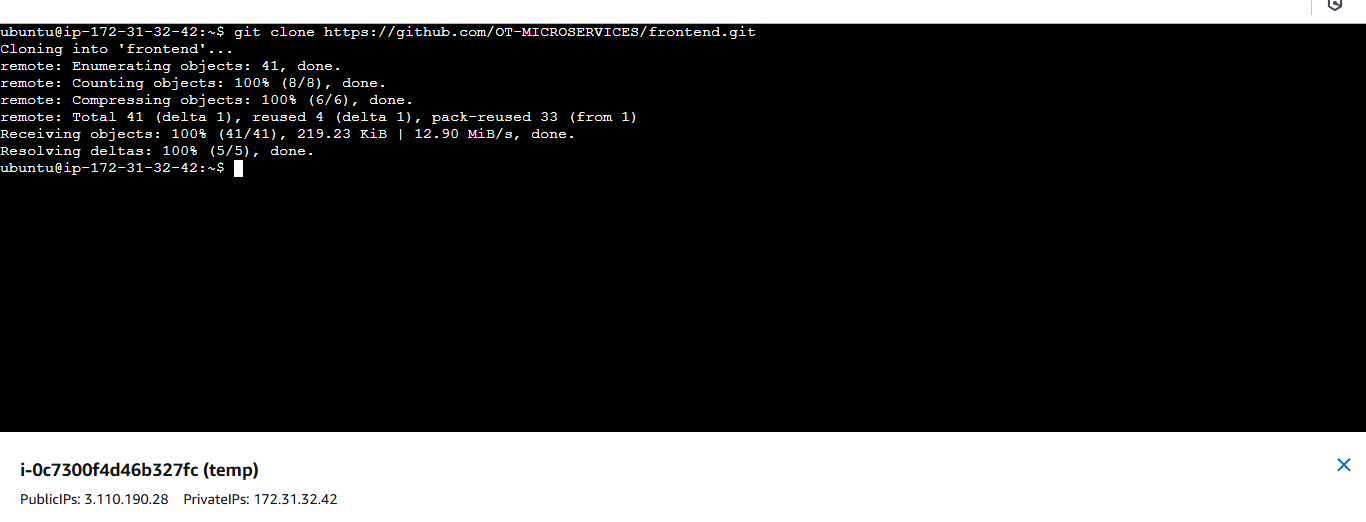 ubuntu@ip-172-31-32-42:~$ git clone https://github.com/OT-MICROSERVICES/frontend.git
Cloning into 'frontend'...
remote: Enumerating objects: 41, done.
remote: Counting objects: 100% (8/8), done.
remote: Compressing objects: 100% (6/6), done.
remote: Total 41 (delta 1), reused 4 (delta 1), pack-reused 33 (from 1)
Receiving objects: 100% (41/41), 219.23 KiB | 12.90 MiB/s, done.
Resolving deltas: 100% (5/5), done.
ubuntu@ip-172-31-32-42:~$
i-0c7300f4d46b327fc (temp)
PublicIPs: 3.110.190.28 PrivateIPs: 172.31.32.42